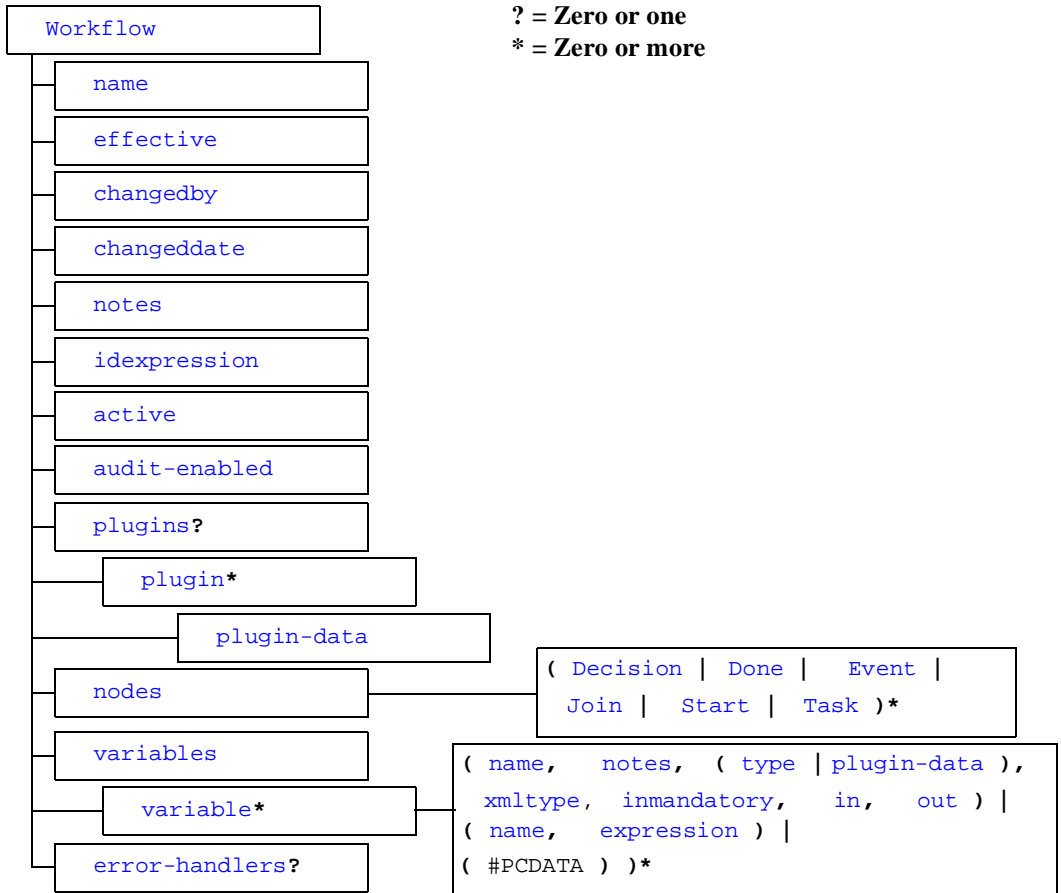 Workflow
? = Zero or one
* = Zero or more
name
effective
changedby
changeddate
notes
idexpression
active
audit-enabled
plugins?
plugin*
plugin-data
nodes
( Decision | Done | Event |
Join | Start | Task )*
variables
variable*
( name, notes, ( type | plugin-data ),
xmltype, inmandatory, in, out ) |
( name, expression ) |
( #PCDATA ) )*
error-handlers?